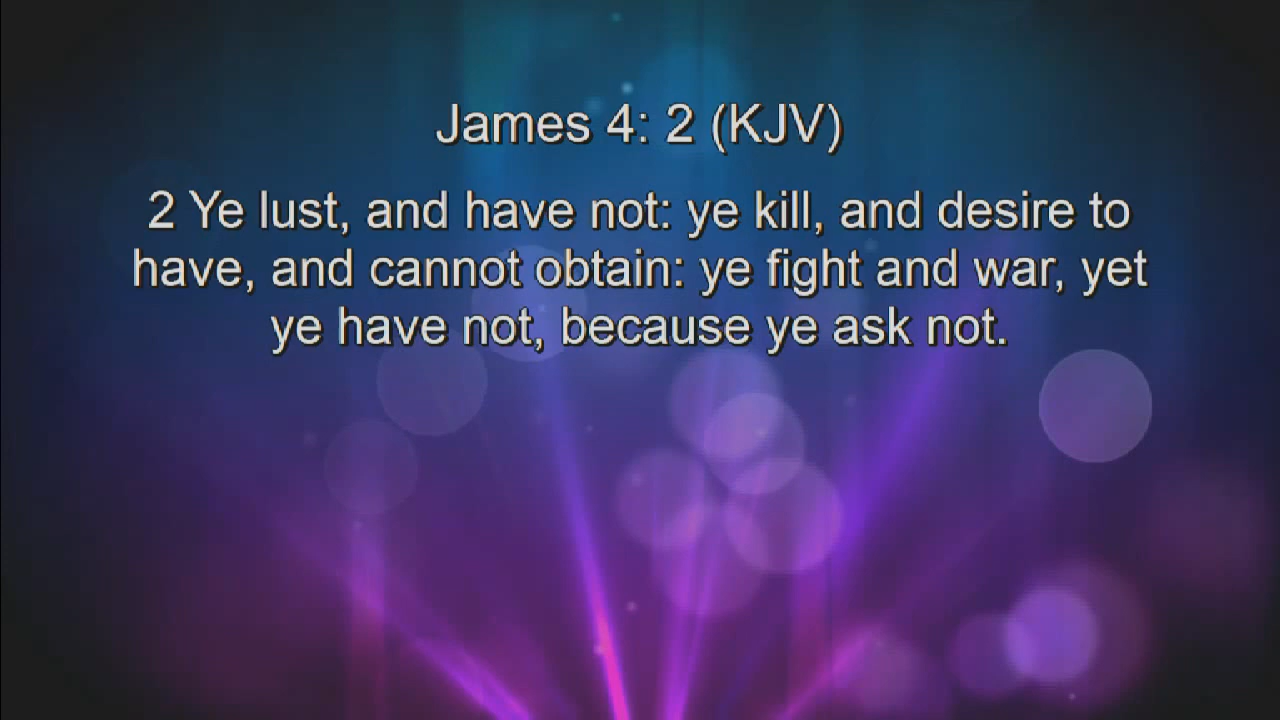 James 4: 2 (KJV)
2 Ye lust, and have not: ye kill, and desire to
have, and cannot obtain: ye fight and war, yet
ye have not, because ye ask not.